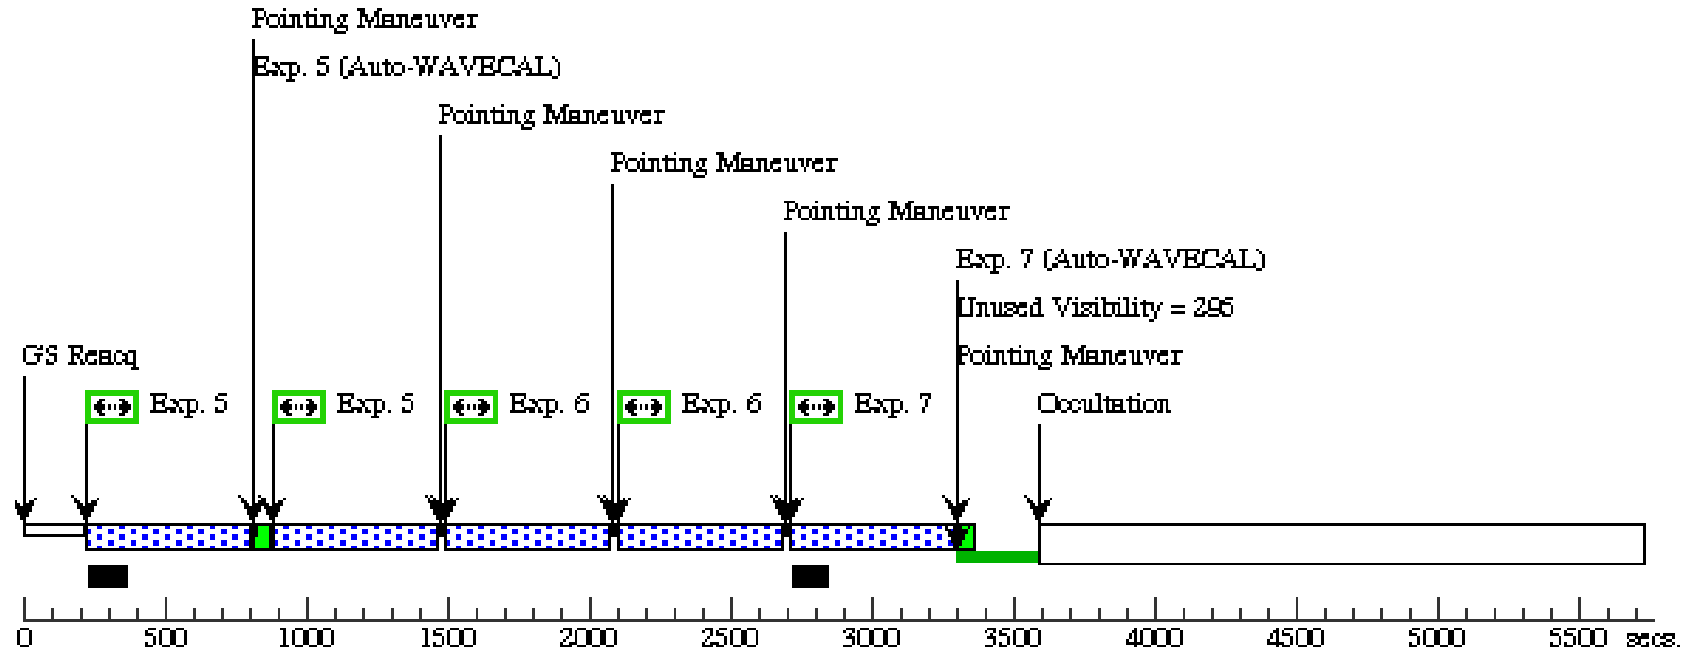 Pointing Maneuver
Exp. 5 (Auto-WAVECAL)
Pointing Maneuver
Pointing Maneuver
Pointing Maneuver
Exp. 7 (Auto-WAVECAL)
Unused Visibility = 295
GS Reacq
Pointing Maneuver
Exp. 5 Exp. 5 Exp. 6 Exp. 6 Exp. 7 Occultation
0 500 1000 1500 2000 2500 3000 3500 4000 4500 5000 5500 secs.